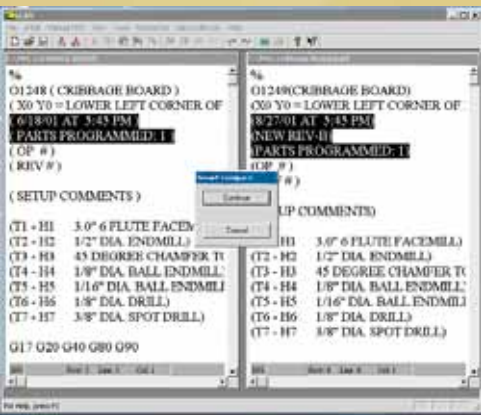 %
O1248 ( CRIBBAGE BOARD )
( X0 Y0 = LOWER LEFT CORNER OF
( 6/18/01 AT 3:45 PM )
( PARTS PROGRAMMED: 1 )
( OP # )
( REV # )
( SETUP COMMENTS )
(T1 - H1 3.0" 6 FLUTE FACEM
(T2 - H2 1/2" DIA. ENDMILL)
(T3 - H3 45 DEGREE CHAMFER TO
(T4 - H4 1/8" DIA. BALL ENDMILL
(T5 - H5 1/16" DIA. BALL ENDMILL
(T6 - H6 1/8" DIA. DRILL)
(T7 - H7 3/8" DIA. SPOT DRILL)
G17 G20 G40 G80 G90
%
O1249(CRIBBAGE BOARD)
(X0 Y0 = LOWER LEFT CORNER OF
(8/27/01 AT 3:45 PM)
(NEW REV-B)
(PARTS PROGRAMMED: 1)
(OP #)
#)
UP COMMENTS)
H1 3.0" 6 FLUTE FACEMILL)
(T2 - H2 1/2" DIA. ENDMILL)
(T3 - H3 45 DEGREE CHAMFER TO
(T4 - H4 1/8" DIA. BALL ENDMILL
(T5 - H5 1/16" DIA. BALL ENDMILL
(T6 - H6 1/8" DIA. DRILL)
(T7 - H7 3/8" DIA. SPOT DRILL)
Continue
Cancel
For Help, press F1